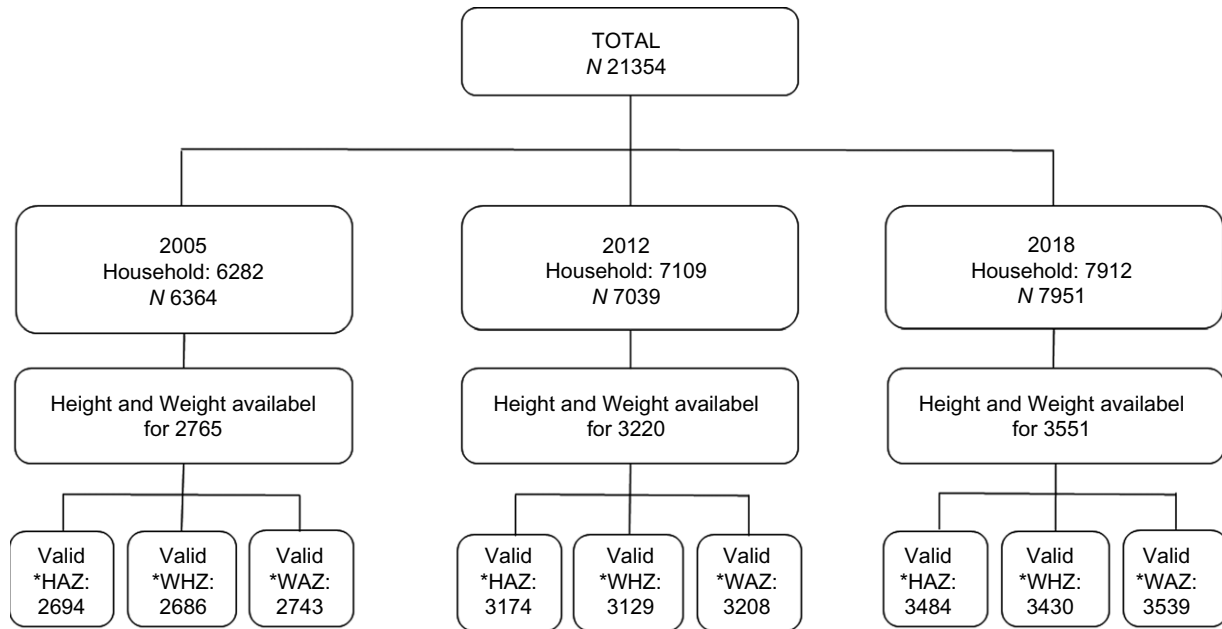 TOTAL
N 21354
2005
Household: 6282
N 6364
2012
Household: 7109
N 7039
2018
Household: 7912
N 7951
Height and Weight availabel
for 2765
Height and Weight availabel
for 3220
Height and Weight availabel
for 3551
Valid
*HAZ:
2694
Valid
*WHZ:
2686
Valid
*WAZ:
2743
Valid
*HAZ:
3174
Valid
*WHZ:
3129
Valid
*WAZ:
3208
Valid
*HAZ:
3484
Valid
*WHZ:
3430
Valid
*WAZ:
3539